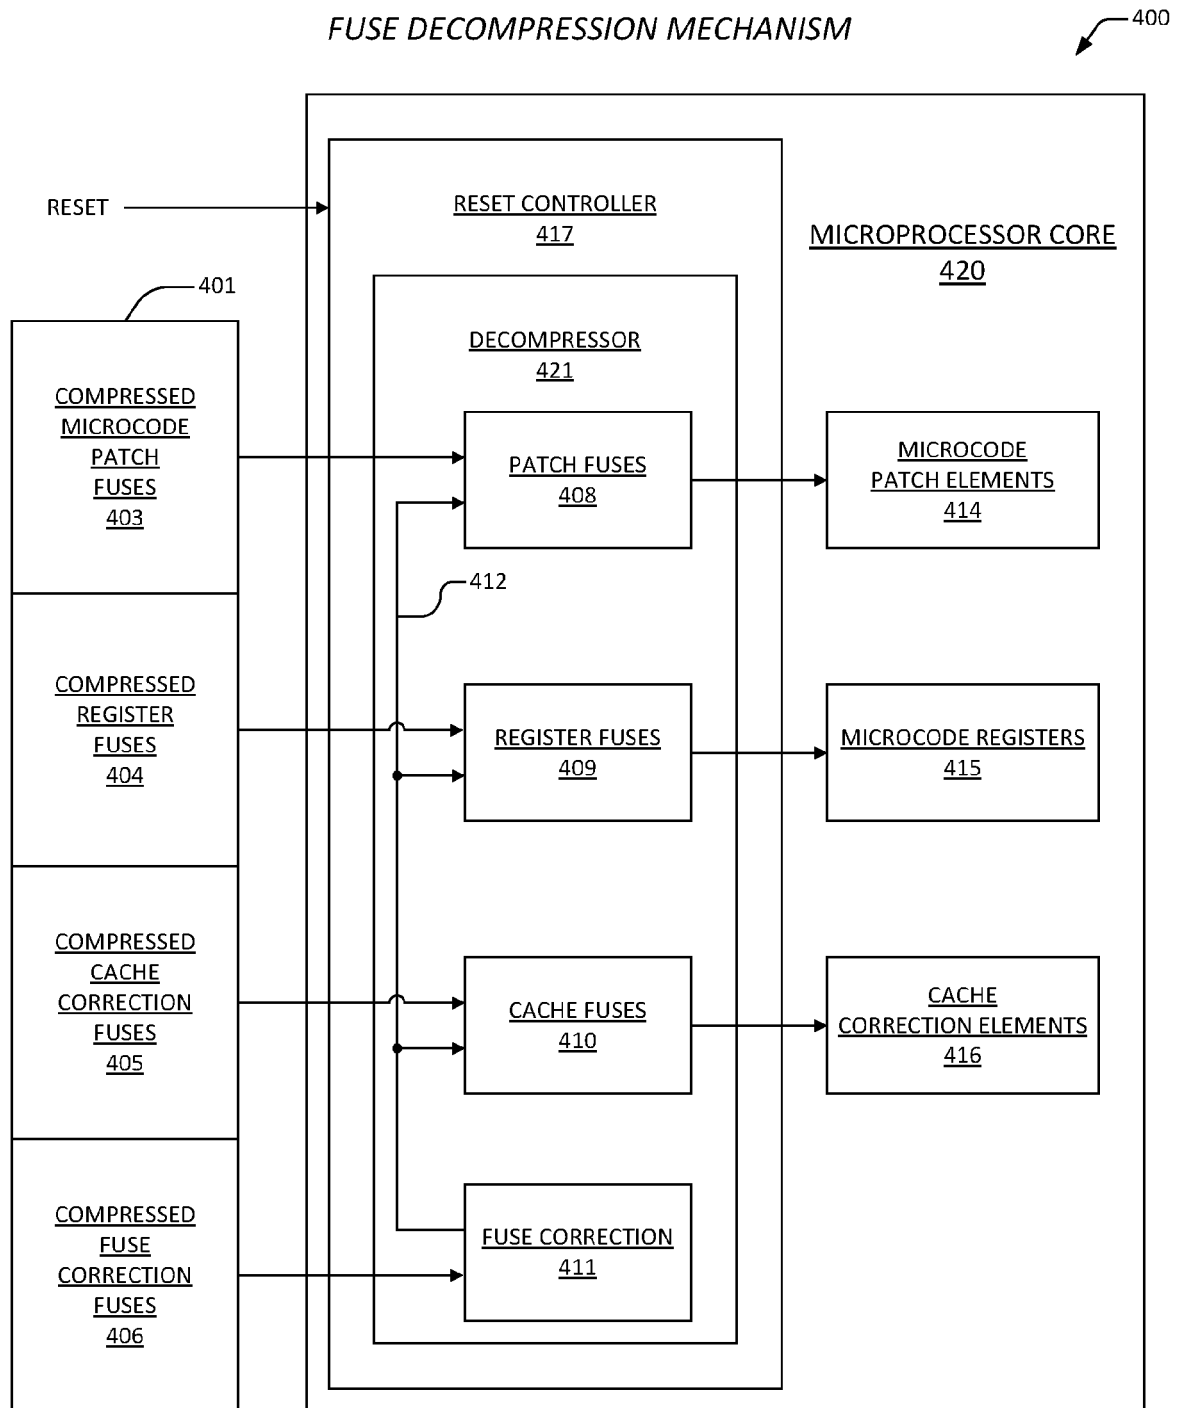 FUSE DECOMPRESSION MECHANISM
400
RESET
RESET CONTROLLER
417
MICROPROCESSOR CORE
420
401
DECOMPRESSOR
421
COMPRESSED
MICROCODE
PATCH
FUSES
403
PATCH FUSES
408
MICROCODE
PATCH ELEMENTS
414
412
COMPRESSED
REGISTER
FUSES
404
REGISTER FUSES
409
MICROCODE REGISTERS
415
COMPRESSED
CACHE
CORRECTION
FUSES
405
CACHE FUSES
410
CACHE
CORRECTION ELEMENTS
416
COMPRESSED
FUSE
CORRECTION
FUSES
406
FUSE CORRECTION
411